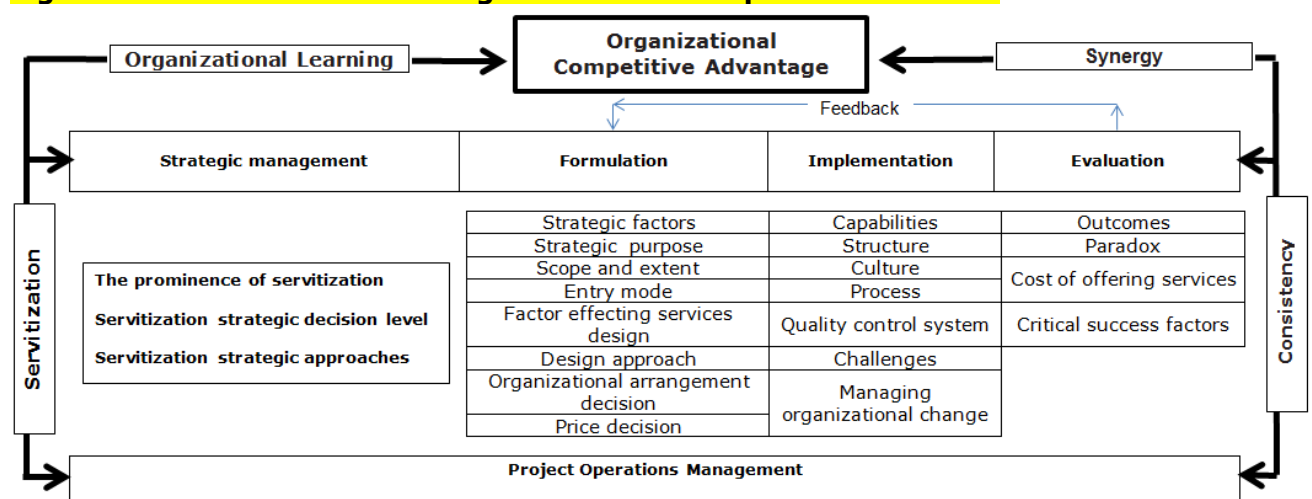 Organizational Learning
Organizational
Competitive Advantage
Synergy
Feedback
Strategic management
Formulation
Implementation
Evaluation
Strategic factors
Capabilities
Outcomes
Strategic purpose
Structure
Paradox
Scope and extent
Culture
Cost of offering services
Entry mode
Process
Factor effecting services
design
Quality control system
Critical success factors
Design approach
Challenges
Organizational arrangement
decision
Managing
organizational change
Price decision
The prominence of servitization
Servitization strategic decision level
Servitization strategic approaches
Servitization
Consistency
Project Operations Management